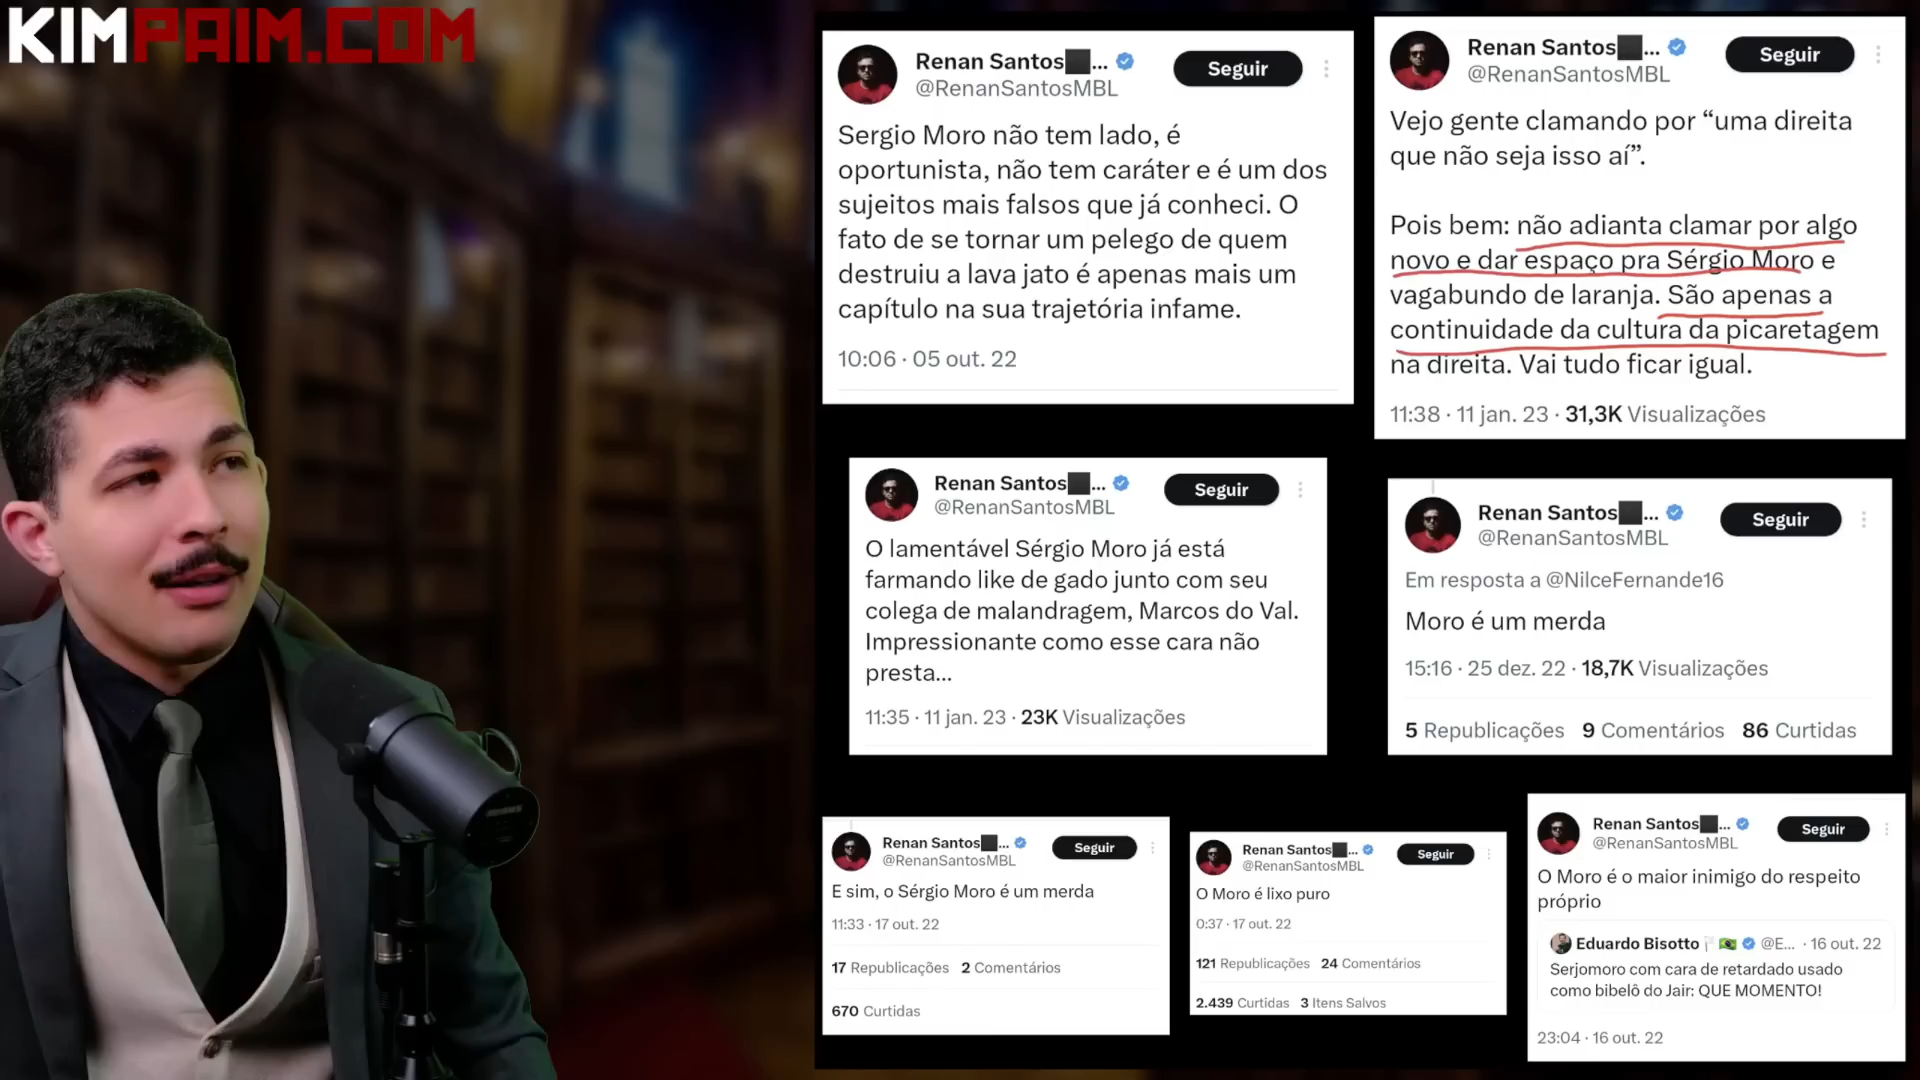 KIMPAIM.COM
Renan Santos⬛...
Seguir
@RenanSantosMBL
Sergio Moro não tem lado, é
oportunista, não tem caráter e é um dos
sujeitos mais falsos que já conheci. O
fato de se tornar um pelego de quem
destruiu a lava jato é apenas mais um
capítulo na sua trajetória infame.
10:06 · 05 out. 22
Renan Santos⬛...
Seguir
@RenanSantosMBL
Vejo gente clamando por “uma direita
que não seja isso aí”.
Pois bem: não adianta clamar por algo
novo e dar espaço pra Sérgio Moro e
vagabundo de laranja. São apenas a
continuidade da cultura da picaretagem
na direita. Vai tudo ficar igual.
11:38 · 11 jan. 23 · 31,3K Visualizações
Renan Santos⬛...
Seguir
@RenanSantosMBL
O lamentável Sérgio Moro já está
farmando like de gado junto com seu
colega de malandragem, Marcos do Val.
Impressionante como esse cara não
presta...
11:35 · 11 jan. 23 · 23K Visualizações
Renan Santos⬛...
Seguir
@RenanSantosMBL
Em resposta a @NilceFernande16
Moro é um merda
15:16 · 25 dez. 22 · 18,7K Visualizações
5 Republicações 9 Comentários 86 Curtidas
Renan Santos⬛...
Seguir
@RenanSantosMBL
E sim, o Sérgio Moro é um merda
11:33 · 17 out. 22
17 Republicações 2 Comentários
670 Curtidas
Renan Santos⬛...
Seguir
@RenanSantosMBL
O Moro é lixo puro
0:37 · 17 out. 22
121 Republicações 24 Comentários
2.439 Curtidas 3 Itens Salvos
Renan Santos⬛...
Seguir
@RenanSantosMBL
O Moro é o maior inimigo do respeito
próprio
Eduardo Bisotto 🏳🇧🇷 @E... · 16 out. 22
Serjomoro com cara de retardado usado
como bibelô do Jair: QUE MOMENTO!
23:04 · 16 out. 22